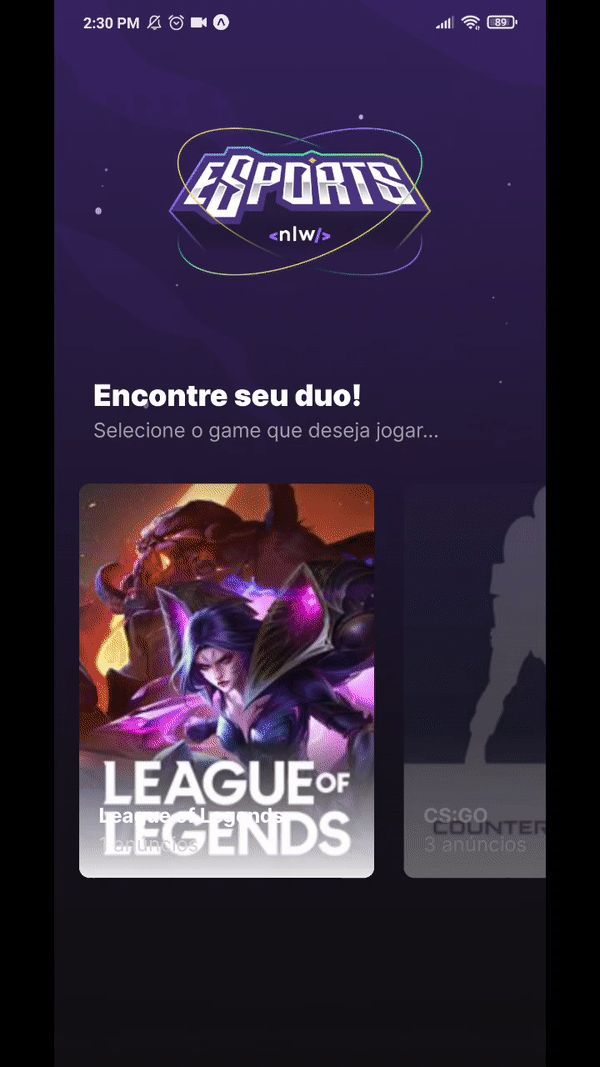 2:30 PM
89
ESPORTS
<nlw/>
Encontre seu duo!
Selecione o game que deseja jogar...
LEAGUE OF
LEGENDS
League of Legends
1 anúncios
CS:GO
COUNTER
3 anúncios